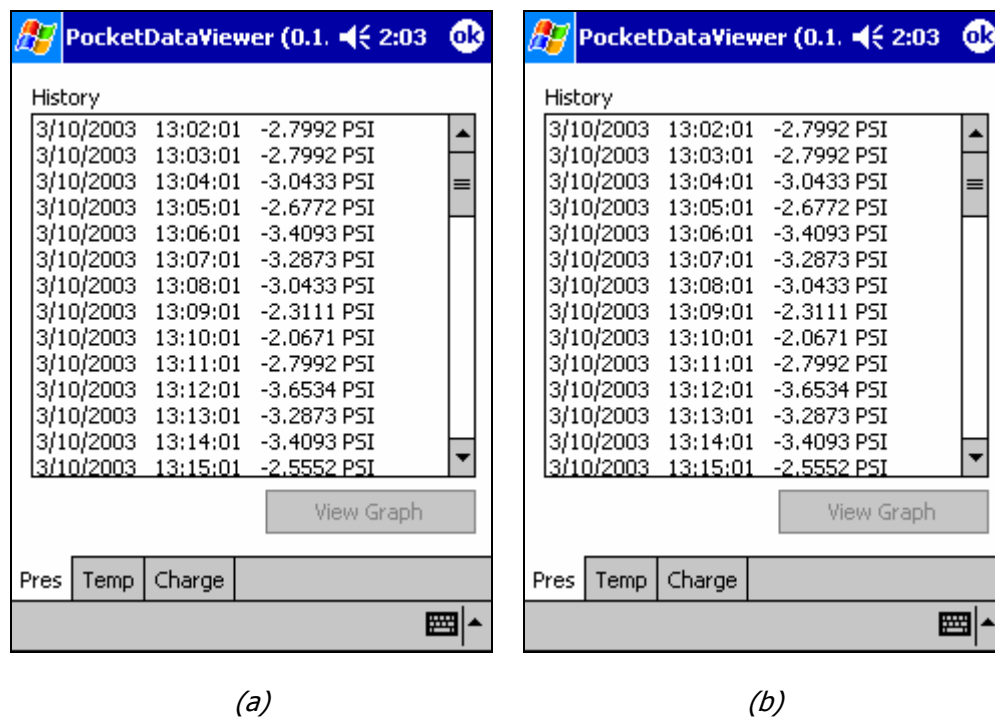 PocketDataViewer (0.1. 2:03 ok
History
3/10/2003 13:02:01 -2.7992 PSI
3/10/2003 13:03:01 -2.7992 PSI
3/10/2003 13:04:01 -3.0433 PSI
3/10/2003 13:05:01 -2.6772 PSI
3/10/2003 13:06:01 -3.4093 PSI
3/10/2003 13:07:01 -3.2873 PSI
3/10/2003 13:08:01 -3.0433 PSI
3/10/2003 13:09:01 -2.3111 PSI
3/10/2003 13:10:01 -2.0671 PSI
3/10/2003 13:11:01 -2.7992 PSI
3/10/2003 13:12:01 -3.6534 PSI
3/10/2003 13:13:01 -3.2873 PSI
3/10/2003 13:14:01 -3.4093 PSI
3/10/2003 13:15:01 -2.5552 PSI
View Graph
Pres Temp Charge
(a)
PocketDataViewer (0.1. 2:03 ok
History
3/10/2003 13:02:01 -2.7992 PSI
3/10/2003 13:03:01 -2.7992 PSI
3/10/2003 13:04:01 -3.0433 PSI
3/10/2003 13:05:01 -2.6772 PSI
3/10/2003 13:06:01 -3.4093 PSI
3/10/2003 13:07:01 -3.2873 PSI
3/10/2003 13:08:01 -3.0433 PSI
3/10/2003 13:09:01 -2.3111 PSI
3/10/2003 13:10:01 -2.0671 PSI
3/10/2003 13:11:01 -2.7992 PSI
3/10/2003 13:12:01 -3.6534 PSI
3/10/2003 13:13:01 -3.2873 PSI
3/10/2003 13:14:01 -3.4093 PSI
3/10/2003 13:15:01 -2.5552 PSI
View Graph
Pres Temp Charge
(b)